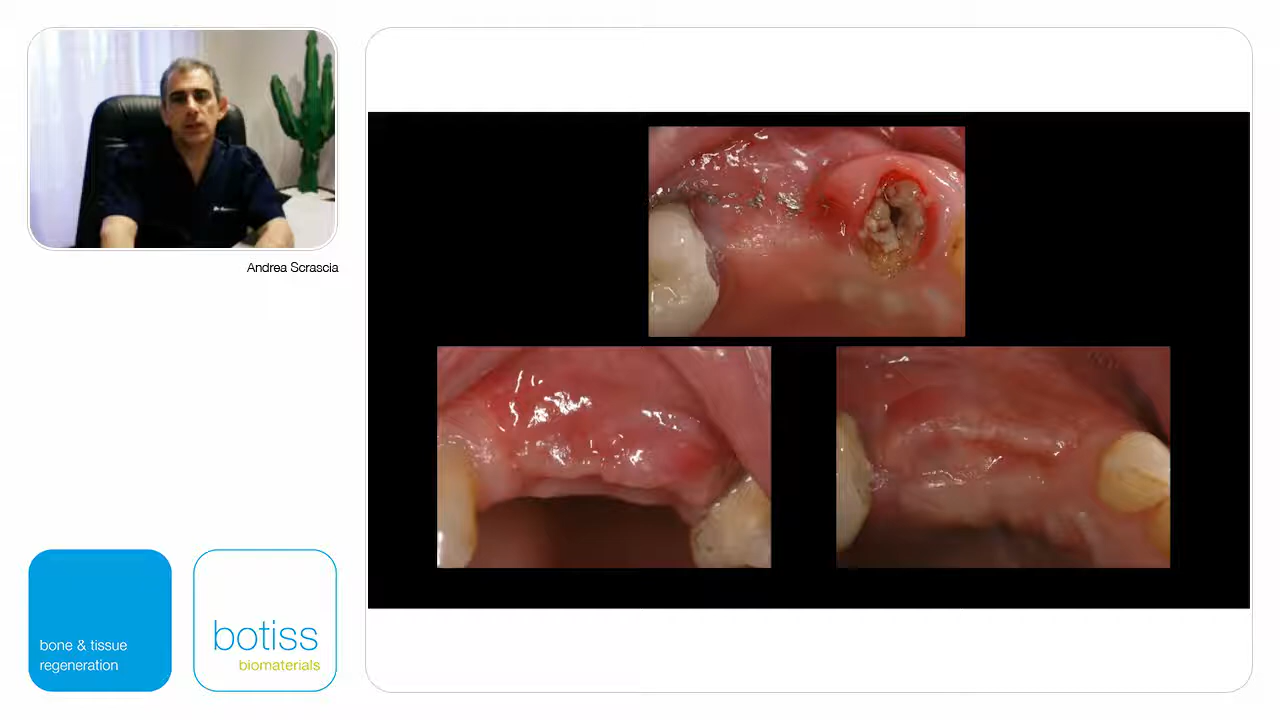 Andrea Scrascia
bone & tissue
regeneration
botiss
biomaterials